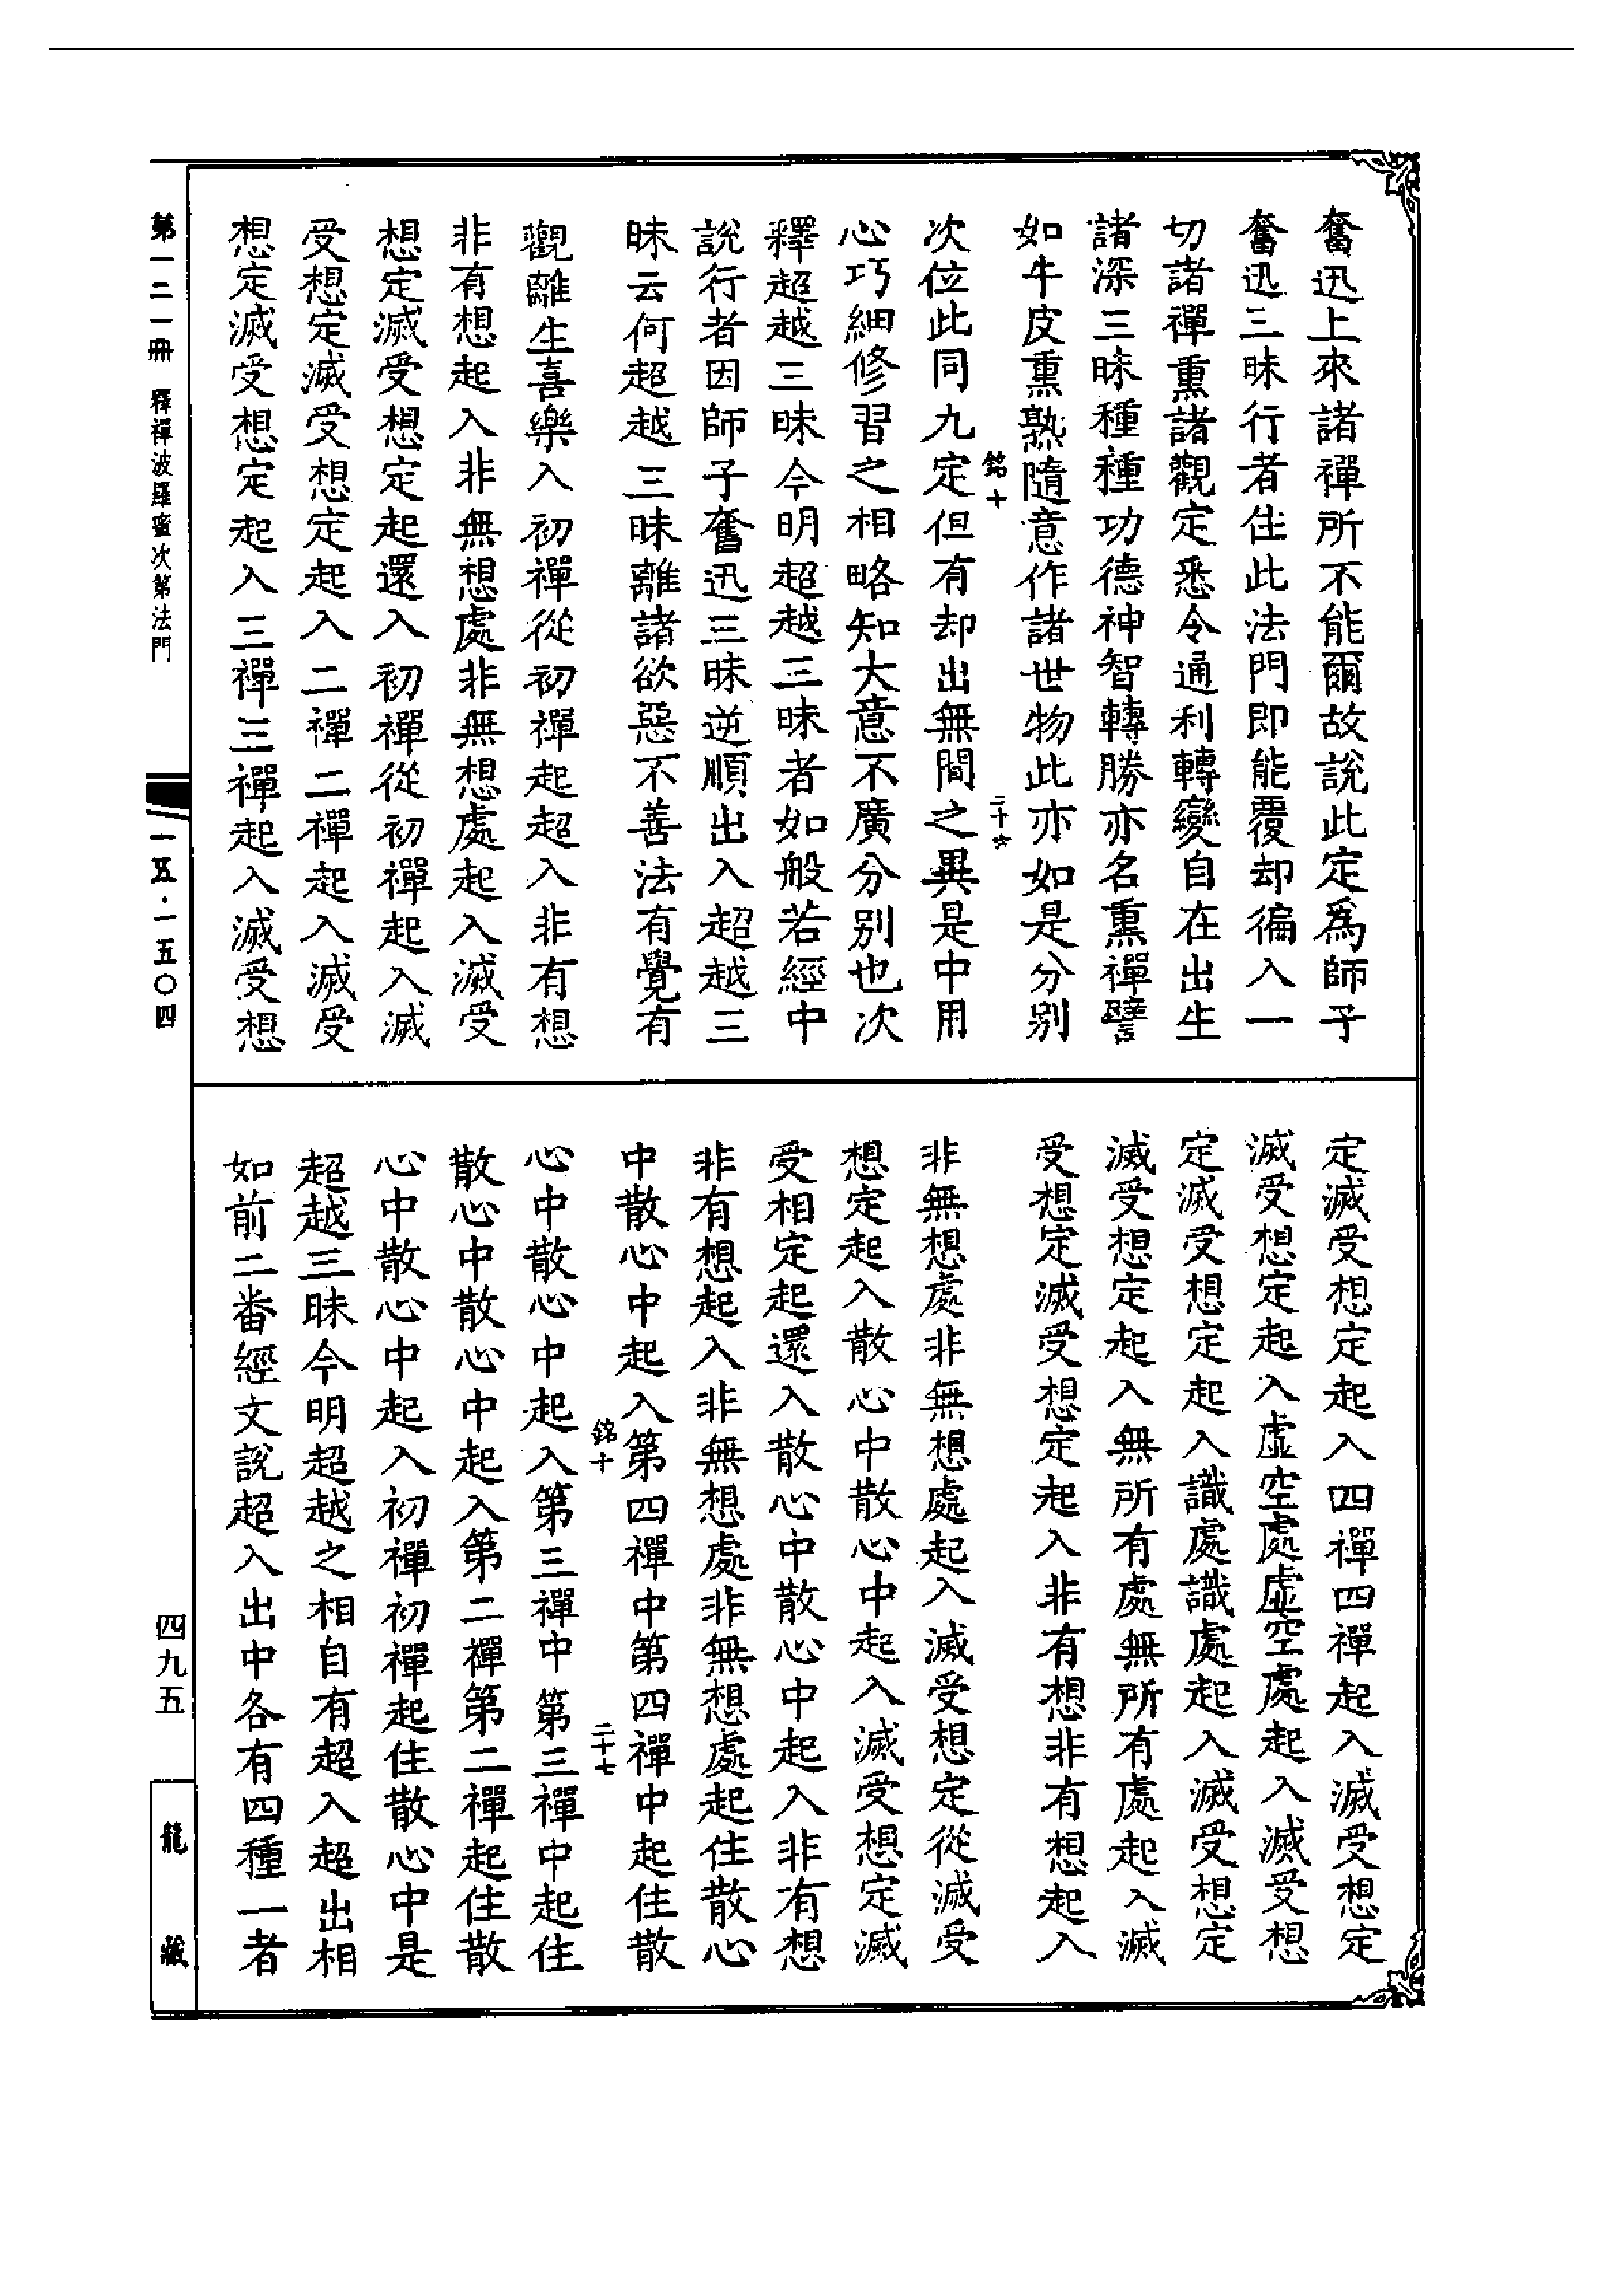 奮迅上來諸禪所不能爾故說此定爲師子
奮迅三昧行者住此法門即能覆却徧入一
切諸禪熏諸觀定悉令通利轉變自在出生
諸深三昧種種功德神智轉勝亦名熏禪譬
如牛皮熏熟隨意作諸世物此亦如是分別
銘十
二十六
次位此同九定但有却出無間之異是中用
心巧細修習之相略知大意不廣分别也次
釋超越三昧今明超越三昧者如般若經中
說行者因師子奮迅三昧逆順出入超越三
昧云何超越三昧離諸欲惡不善法有覺有
觀離生喜樂入初禪從初禪起超入非有想
非有想起入非無想處非無想處起入滅受
想定滅受想定起還入初禪從初禪起入滅
受想定滅受想定起入二禪二禪起入滅受
想定滅受想定起入三禪三禪起入滅受想
定滅受想定起入四禪四禪起入滅受想定
滅受想定起入虛空處虛空處起入滅受想
定滅受想定起入識處識處起入滅受想定
滅受想定起入無所有處無所有處起入滅
受想定滅受想定起入非有想非有想起入
非無想處非無想處起入滅受想定從滅受
想定起入散心中散心中起入滅受想定滅
受相定起還入散心中散心中起入非有想
非有想起入非無想處非無想處起住散心
中散心中起入第四禪中第四禪中起住散
銘十
二十七
心中散心中起入第三禪中第三禪中起住
散心中散心中起入第二禪第二禪起住散
心中散心中起入初禪初禪起住散心中是
超越三昧今明超越之相自有超入超出相
如前二番經文說超入出中各有四種一者
第一二一冊 釋禪波羅蜜次第法門
一五·一五〇四
四九五
龍藏